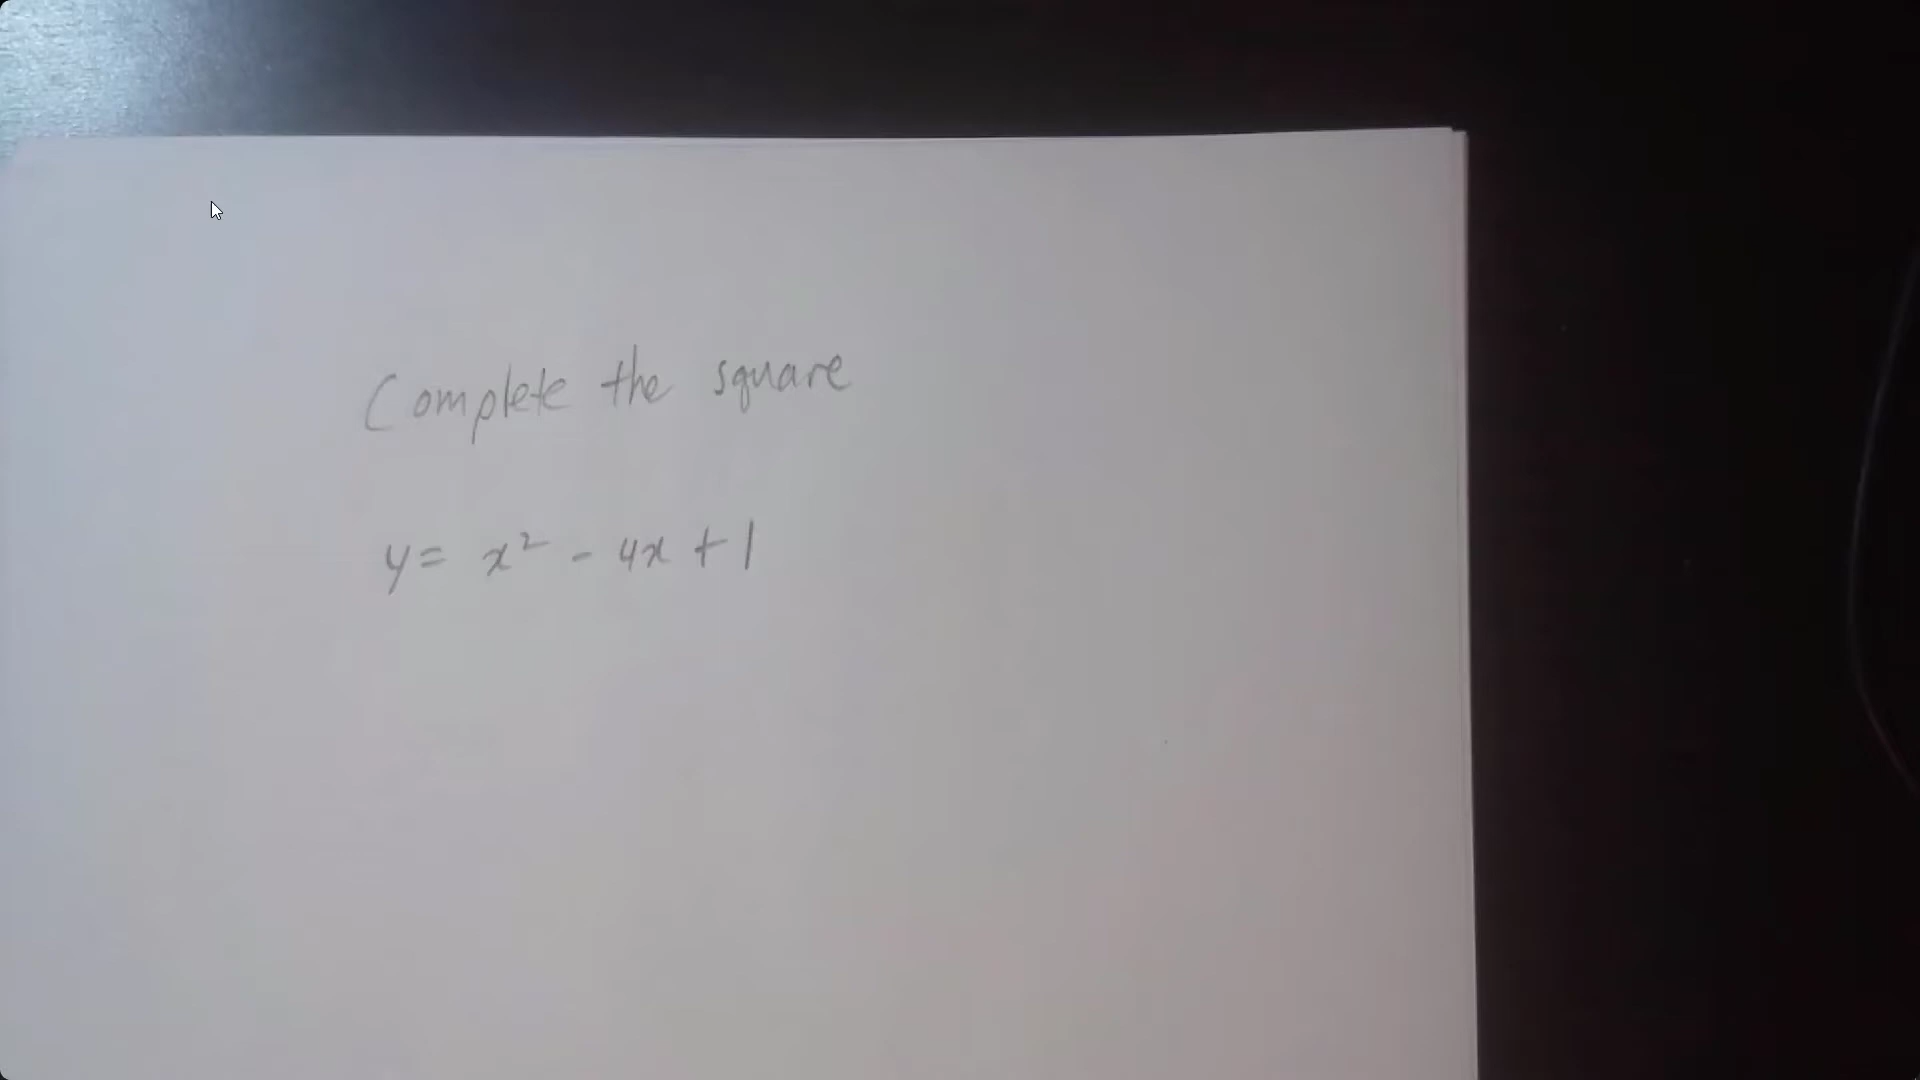 Complete the square
y = x² - 4x + 1